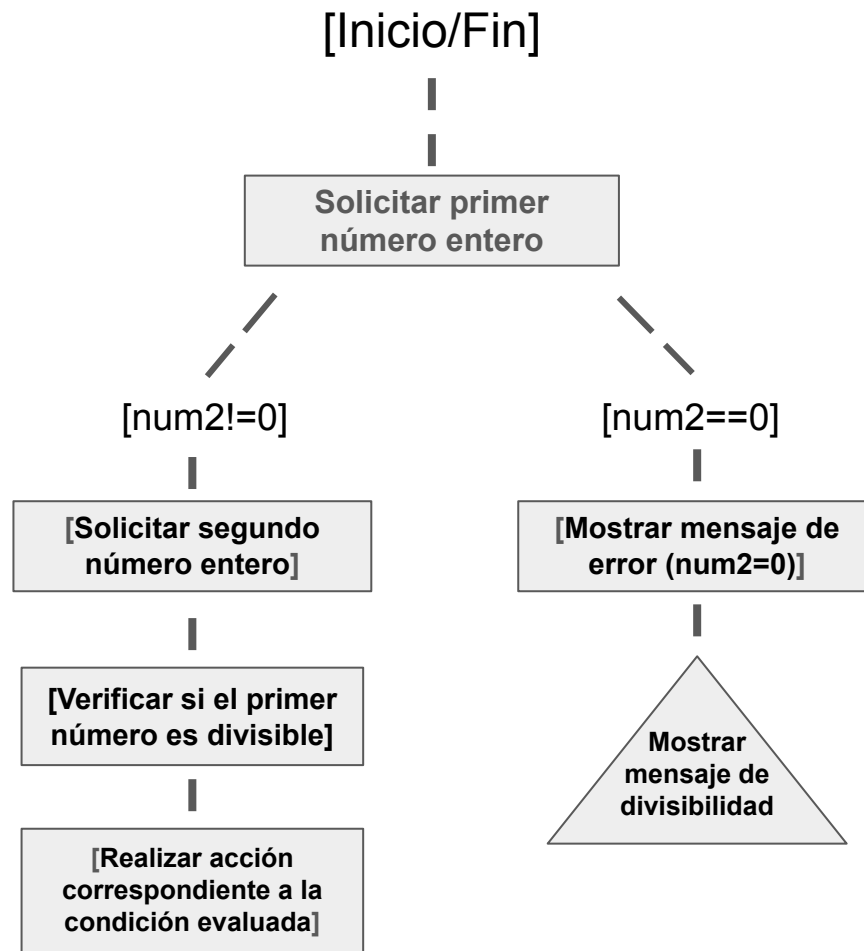 [Inicio/Fin]
Solicitar primer
número entero
[num2!=0]
[num2==0]
[Solicitar segundo
número entero]
[Mostrar mensaje de
error (num2=0)]
[Verificar si el primer
número es divisible]
Mostrar
mensaje de
divisibilidad
[Realizar acción
correspondiente a la
condición evaluada]